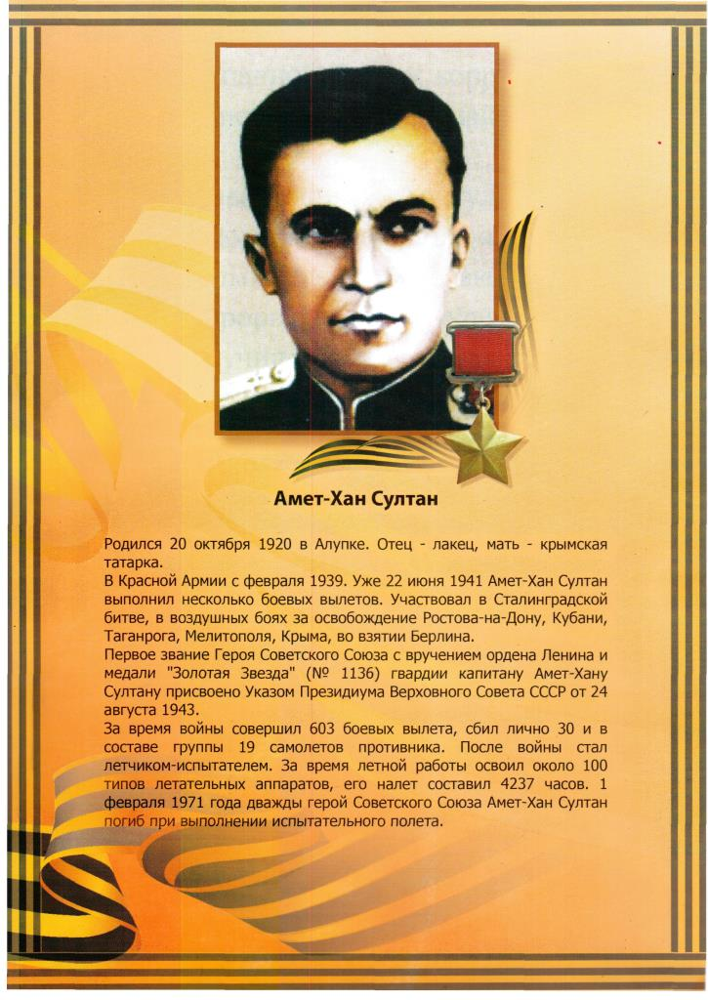 Амет-Хан Султан
Родился 20 октября 1920 в Алупке. Отец - лакец, мать - крымская
татарка.
В Красной Армии с февраля 1939. Уже 22 июня 1941 Амет-Хан Султан
выполнил несколько боевых вылетов. Участвовал в Сталинградской
битве, в воздушных боях за освобождение Ростова-на-Дону, Кубани,
Таганрога, Мелитополя, Крыма, во взятии Берлина.
Первое звание Героя Советского Союза с вручением ордена Ленина и
медали "Золотая Звезда" (№ 1136) гвардии капитану Амет-Хану
Султану присвоено Указом Президиума Верховного Совета СССР от 24
августа 1943.
За время войны совершил 603 боевых вылета, сбил лично 30 и в
составе группы 19 самолетов противника. После войны стал
летчиком-испытателем. За время летной работы освоил около 100
типов летательных аппаратов, его налет составил 4237 часов. 1
февраля 1971 года дважды герой Советского Союза Амет-Хан Султан
погиб при выполнении испытательного полета.